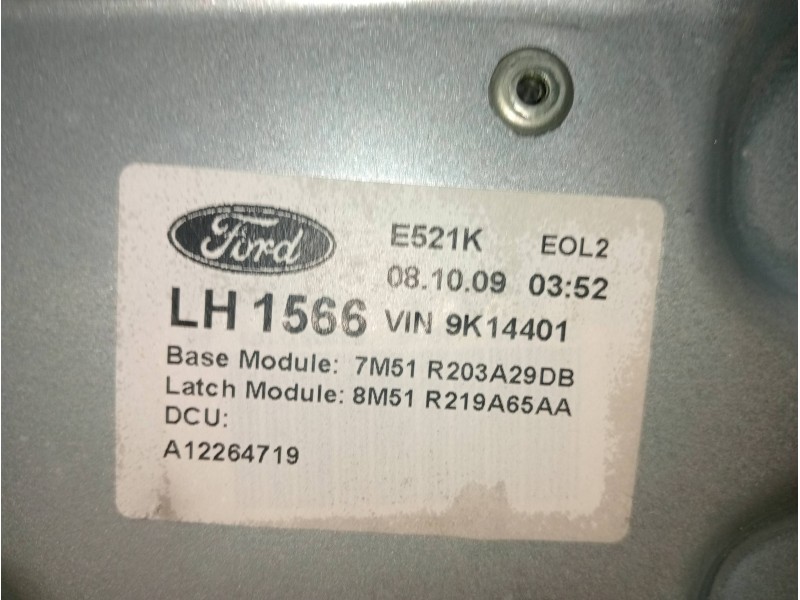 Ford
E521K EOL2
08.10.09 03:52
LH 1566 VIN 9K14401
Base Module: 7M51 R203A29DB
Latch Module: 8M51 R219A65AA
DCU:
A12264719